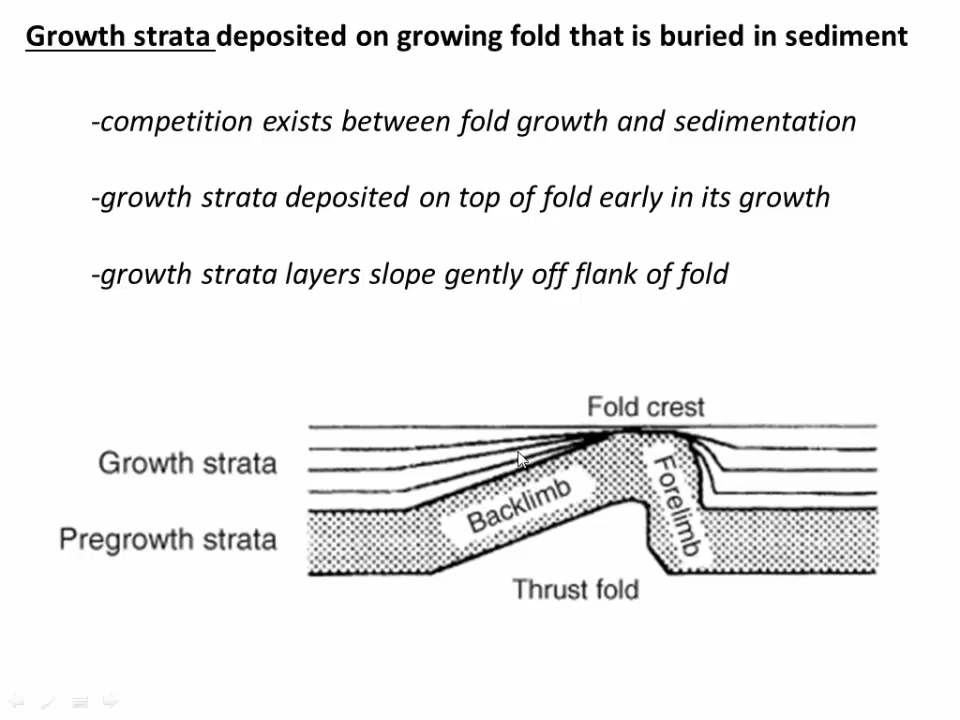 Growth strata deposited on growing fold that is buried in sediment
-competition exists between fold growth and sedimentation
-growth strata deposited on top of fold early in its growth
-growth strata layers slope gently off flank of fold
Fold crest
Growth strata
Backlimb
Forelimb
Pregrowth strata
Thrust fold